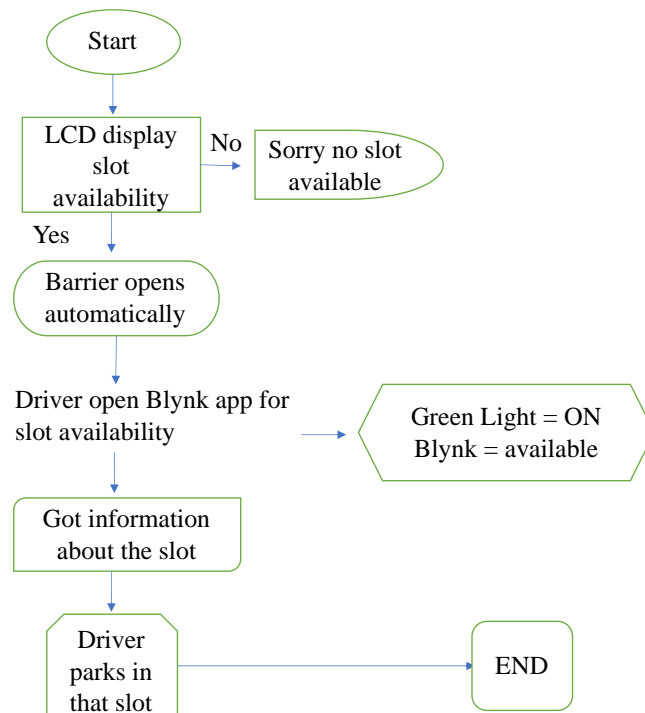 Start
LCD display
slot
availability
No
Sorry no slot
available
Yes
Barrier opens
automatically
Driver open Blynk app for
slot availability
Green Light = ON
Blynk = available
Got information
about the slot
Driver
parks in
that slot
END